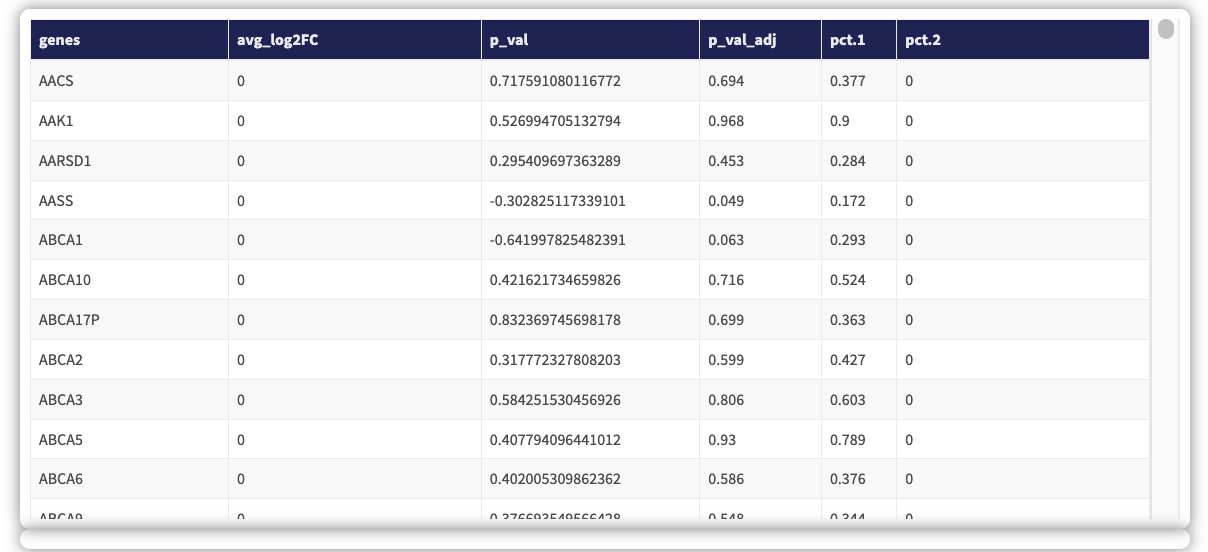 genes avg_log2FC p_val p_val_adj pct.1 pct.2
AACS 0 0.717591080116772 0.694 0.377 0
AAK1 0 0.526994705132794 0.968 0.9 0
AARSD1 0 0.295409697363289 0.453 0.284 0
AASS 0 -0.302825117339101 0.049 0.172 0
ABCA1 0 -0.641997825482391 0.063 0.293 0
ABCA10 0 0.421621734659826 0.716 0.524 0
ABCA17P 0 0.832369745698178 0.699 0.363 0
ABCA2 0 0.317772327808203 0.599 0.427 0
ABCA3 0 0.584251530456926 0.806 0.603 0
ABCA5 0 0.407794096441012 0.93 0.789 0
ABCA6 0 0.402005309862362 0.586 0.376 0
ABCA9 0 0.376693549566428 0.548 0.344 0